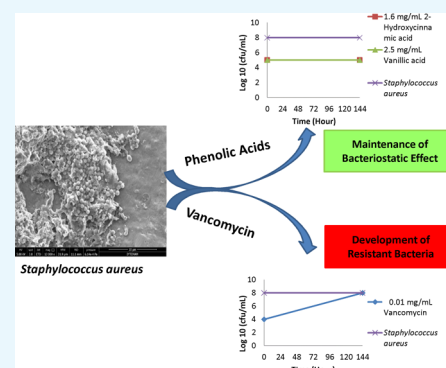 10
8
6
4
2
0
Log 10 (cfu/mL)
0 24 48 72 96 120 144
Time (Hour)
1.6 mg/mL 2-
Hydroxycinna
mic acid
2.5 mg/mL
Vanillic acid
Staphylococcus
aureus
Phenolic Acids
Maintenance of
Bacteriostatic Effect
Vancomycin
Development of
Resistant Bacteria
Staphylococcus aureus
10
8
6
4
2
0
Log 10 (cfu/mL)
0 24 48 72 96 120 144
Time (Hour)
0.01 mg/mL
Vancomycin
Staphylococcus
aureus